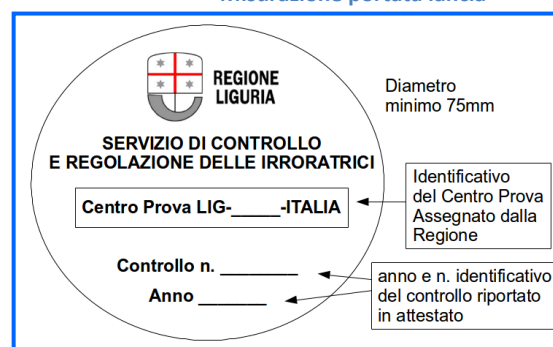 REGIONE
LIGURIA
Diametro
minimo 75mm
SERVIZIO DI CONTROLLO
E REGOLAZIONE DELLE IRRORATRICI
Centro Prova LIG-_____-ITALIA
Identificativo
del Centro Prova
Assegnato dalla
Regione
Controllo n. ________
Anno _______
anno e n. identificativo
del controllo riportato
in attestato